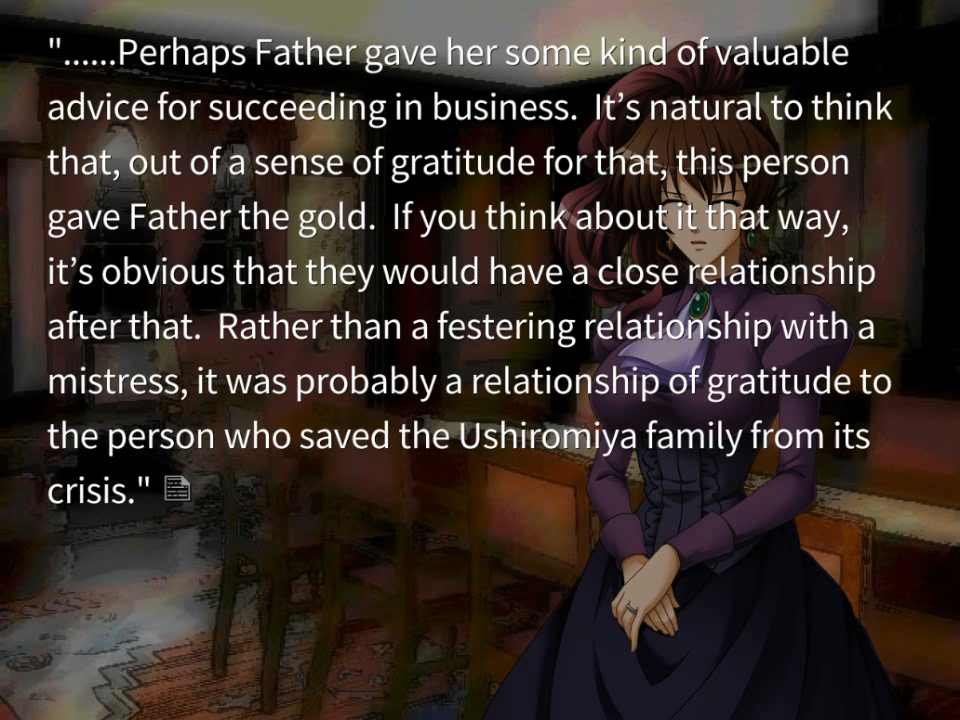 "......Perhaps Father gave her some kind of valuable
advice for succeeding in business.  It’s natural to think
that, out of a sense of gratitude for that, this person
gave Father the gold.  If you think about it that way,
it’s obvious that they would have a close relationship
after that.  Rather than a festering relationship with a
mistress, it was probably a relationship of gratitude to
the person who saved the Ushiromiya family from its
crisis."